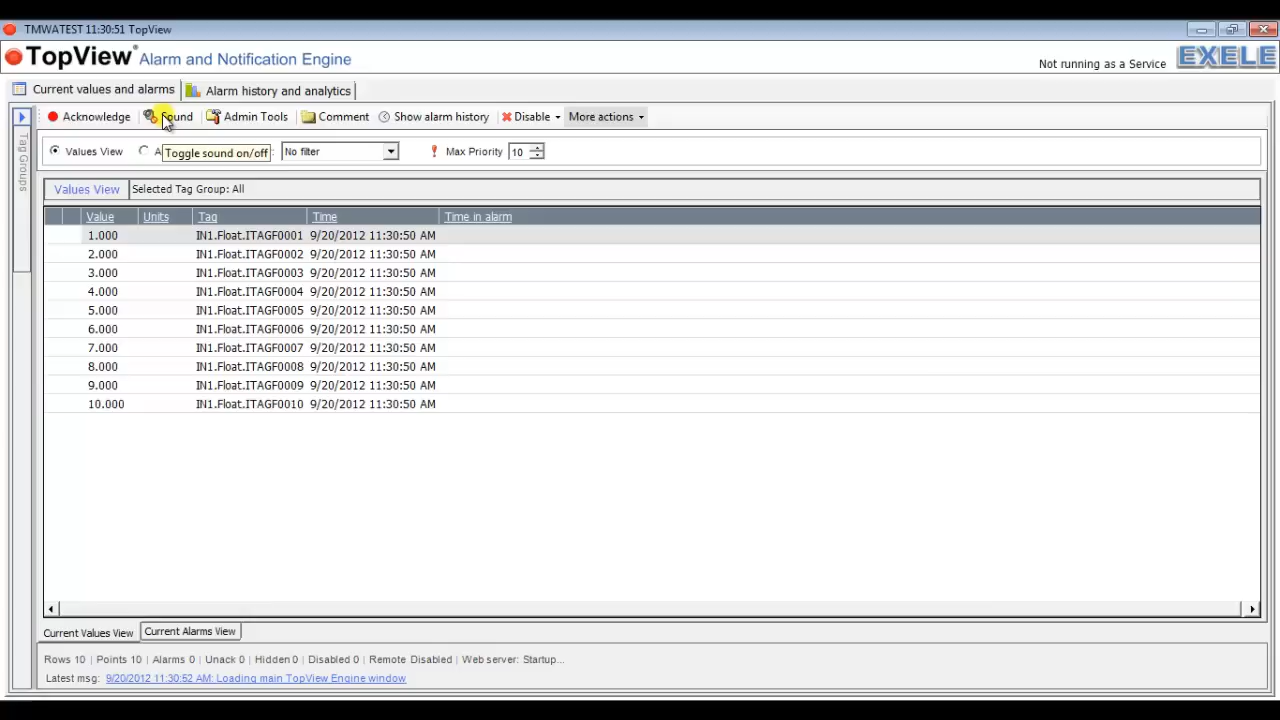 TMWATEST 11:30:51 TopView
TopView® Alarm and Notification Engine
Not running as a Service
EXELE
Current values and alarms
Alarm history and analytics
Acknowledge
Sound
Admin Tools
Comment
Show alarm history
Disable
More actions
Tag Groups
Values View
A
Toggle sound on/off
:
No filter
Max Priority
10
Values View
Selected Tag Group: All
Value Units Tag Time Time in alarm
1.000 IN1.Float.ITAGF0001 9/20/2012 11:30:50 AM
2.000 IN1.Float.ITAGF0002 9/20/2012 11:30:50 AM
3.000 IN1.Float.ITAGF0003 9/20/2012 11:30:50 AM
4.000 IN1.Float.ITAGF0004 9/20/2012 11:30:50 AM
5.000 IN1.Float.ITAGF0005 9/20/2012 11:30:50 AM
6.000 IN1.Float.ITAGF0006 9/20/2012 11:30:50 AM
7.000 IN1.Float.ITAGF0007 9/20/2012 11:30:50 AM
8.000 IN1.Float.ITAGF0008 9/20/2012 11:30:50 AM
9.000 IN1.Float.ITAGF0009 9/20/2012 11:30:50 AM
10.000 IN1.Float.ITAGF0010 9/20/2012 11:30:50 AM
Current Values View
Current Alarms View
Rows 10 | Points 10 | Alarms 0 | Unack 0 | Hidden 0 | Disabled 0 | Remote Disabled | Web server: Startup...
Latest msg: 9/20/2012 11:30:52 AM: Loading main TopView Engine window